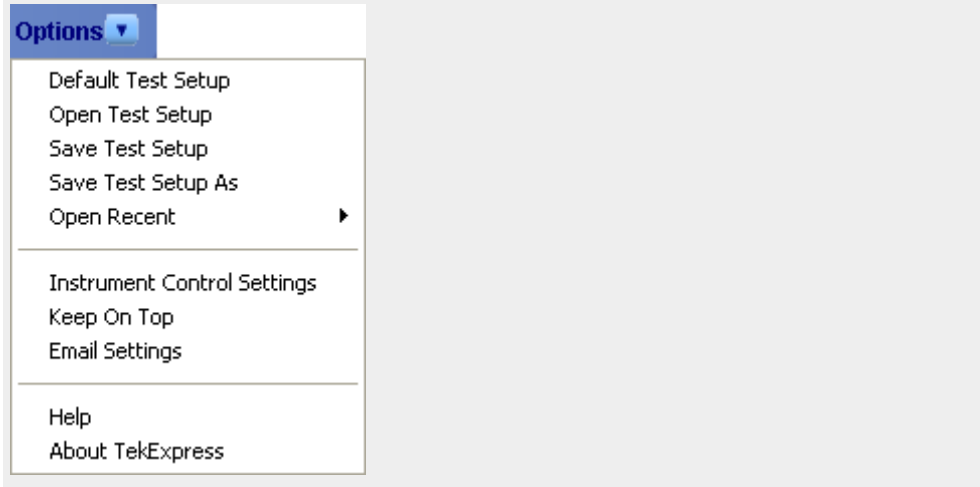 Options
Default Test Setup
Open Test Setup
Save Test Setup
Save Test Setup As
Open Recent
Instrument Control Settings
Keep On Top
Email Settings
Help
About TekExpress